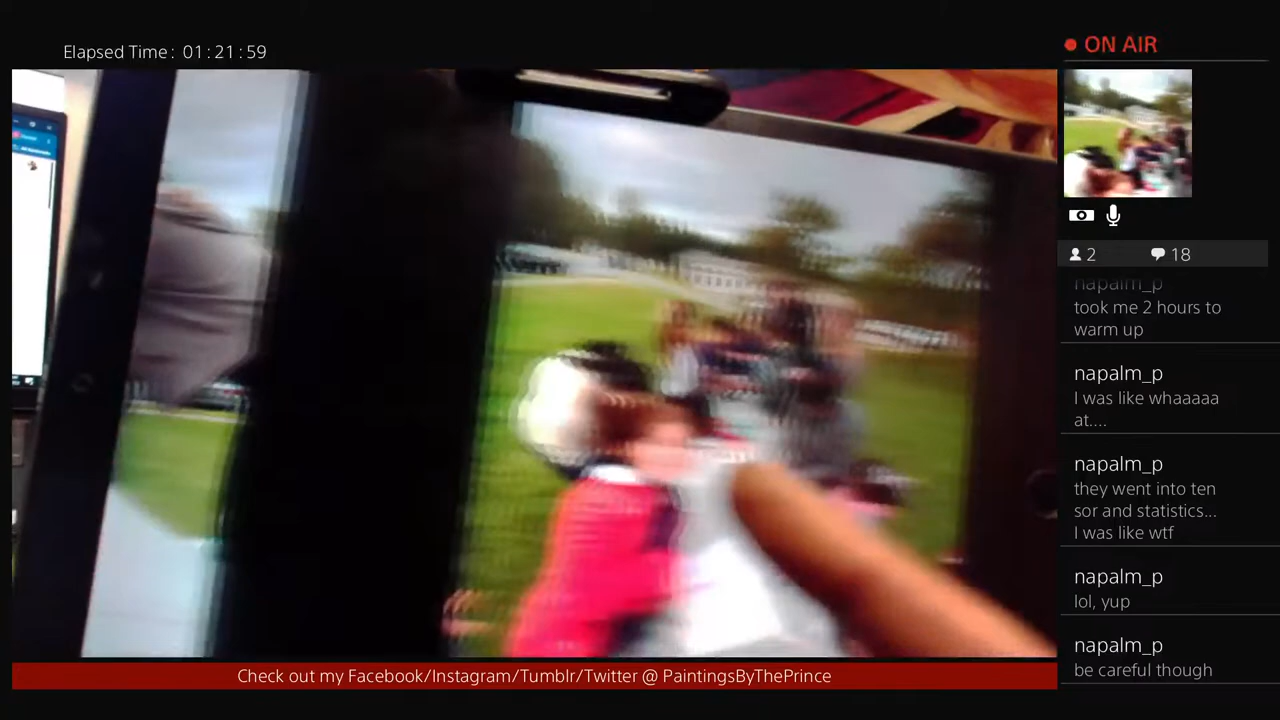 Elapsed Time: 01:21:59
ON AIR
2
18
napalm_p
took me 2 hours to
warm up
napalm_p
I was like whaaaaa
at....
napalm_p
they went into ten
sor and statistics...
I was like wtf
napalm_p
lol, yup
napalm_p
be careful though
Check out my Facebook/Instagram/Tumblr/Twitter @ PaintingsByThePrince